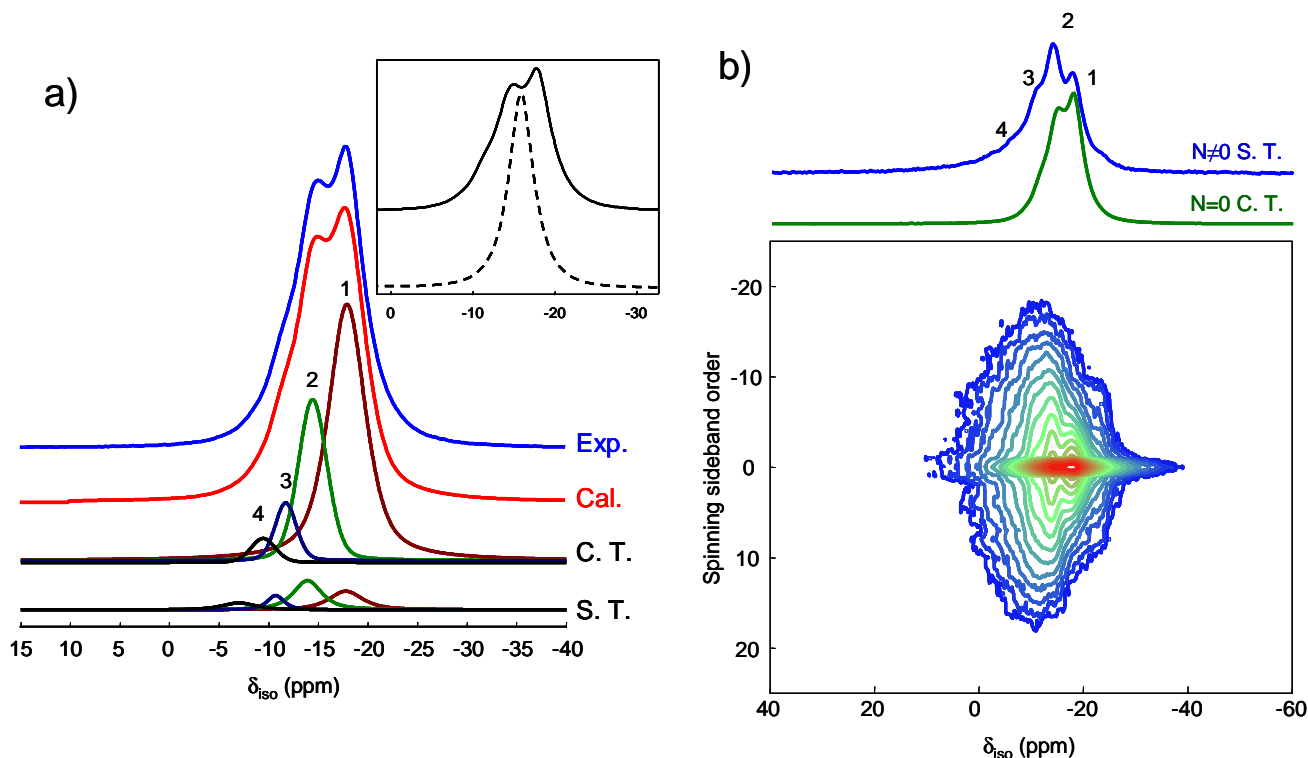 a)
0 -10 -20 -30
1
2
3
4
Exp.
Cal.
C. T.
S. T.
15 10 5 0 -5 -10 -15 -20 -25 -30 -35 -40
δiso (ppm)
b)
2
3 1
4
N≠0 S. T.
N=0 C. T.
Spinning sideband order
-20
-10
0
10
20
40 20 0 -20 -40 -60
δiso (ppm)